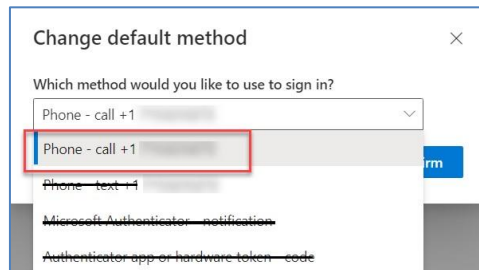 Change default method
Which method would you like to use to sign in?
Phone - call +1
Phone - call +1
Phone - text +1
Microsoft Authenticator - notification
Authenticator app or hardware token - code